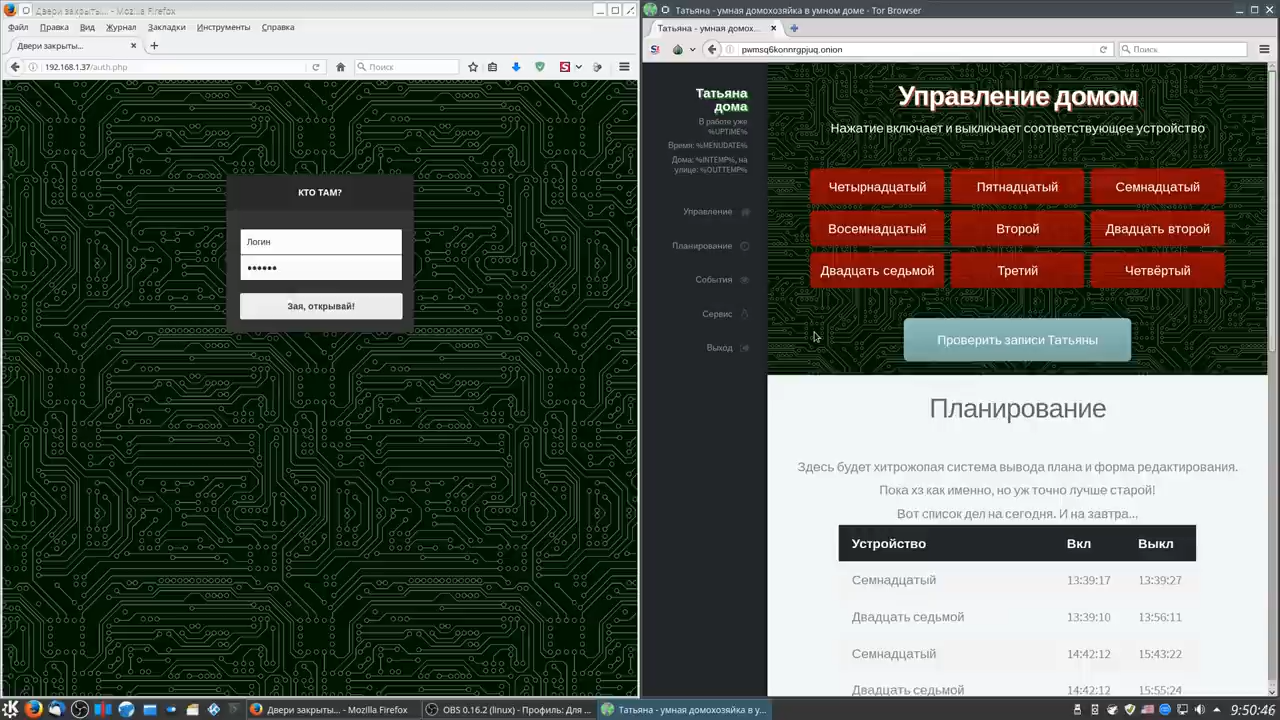 Двери закрыты... - Mozilla Firefox
Файл Правка Вид Журнал Закладки Инструменты Справка
Двери закрыты...
192.168.1.37/auth.php
Поиск
КТО ТАМ?
Логин
••••••
Зая, открывай!
Татьяна - умная домохозяйка в умном доме - Tor Browser
Татьяна - умная домох...
pwmsq6konnrgpjuq.onion
Поиск
Татьяна
дома
В работе уже
%UPTIME%
Время: %MENUDATE%
Дома: %INTEMP%, на
улице: %OUTTEMP%
Управление
Планирование
События
Сервис
Выход
Управление домом
Нажатие включает и выключает соответствующее устройство
Четырнадцатый Пятнадцатый Семнадцатый
Восемнадцатый Второй Двадцать второй
Двадцать седьмой Третий Четвёртый
Проверить записи Татьяны
Планирование
Здесь будет хитрожопая система вывода плана и форма редактирования.
Пока хз как именно, но уж точно лучше старой!
Вот список дел на сегодня. И на завтра...
Устройство Вкл Выкл
Семнадцатый 13:39:17 13:39:27
Двадцать седьмой 13:39:10 13:56:11
Семнадцатый 14:42:12 15:43:22
Двадцать седьмой 14:42:12 15:55:24
Двери закрыты... - Mozilla Firefox
OBS 0.16.2 (linux) - Профиль: Для ...
Татьяна - умная домохозяйка в у...
9:50:46